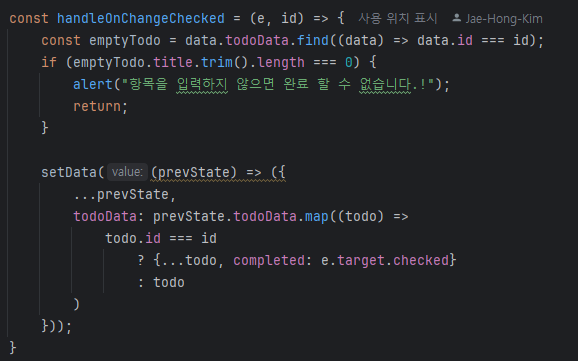 const handleOnChangeChecked = (e, id) => { 사용 위치 표시 Jae-Hong-Kim
    const emptyTodo = data.todoData.find((data) => data.id === id);
    if (emptyTodo.title.trim().length === 0) {
        alert("항목을 입력하지 않으면 완료 할 수 없습니다.!");
        return;
    }

    setData( value: (prevState) => ({
        ...prevState,
        todoData: prevState.todoData.map((todo) =>
            todo.id === id
                ? {...todo, completed: e.target.checked}
                : todo
        )
    }));
}